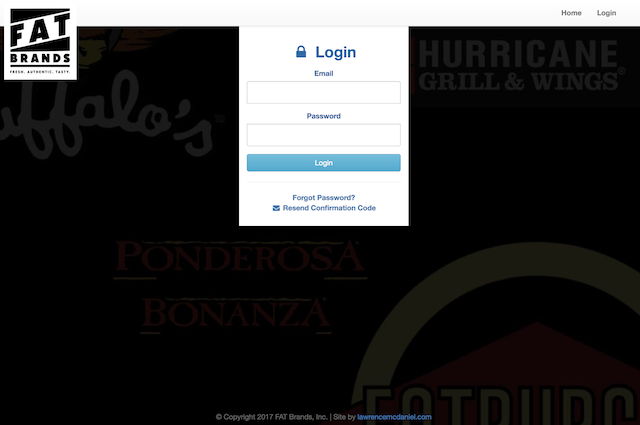 FAT
BRANDS
FRESH. AUTHENTIC. TASTY.
Home
Login
Login
Email
Password
Login
Forgot Password?
Resend Confirmation Code
HURRICANE
GRILL & WINGS®
uffalo's
PONDEROSA
BONANZA
FATBURG
© Copyright 2017 FAT Brands, Inc. | Site by lawrencemcdaniel.com